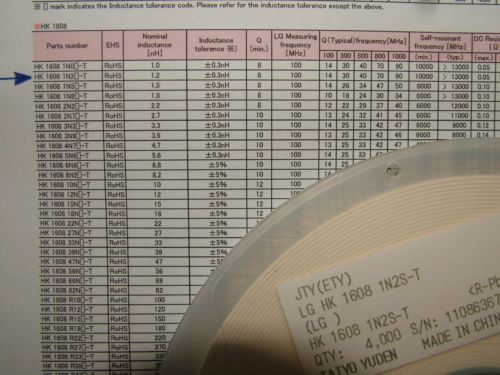 □ mark indicates the Inductance tolerance code. Please refer for the inductance tolerance except the above.
HK 1608
Parts number EHS Nominal inductance [nH] Inductance tolerance ※) Q (min.) LQ Measuring frequency [MHz] Q (Typical) frequency [MHz] Self-resonant frequency [MHz] DC Resis [Ω
100 300 500 800 1000 (min.) (typ.) (max.)
HK 1608 1N0□-T RoHS 1.0 ±0.3nH 8 100 14 30 40 70 90 10000 > 13000 0.05
HK 1608 1N2□-T RoHS 1.2 ±0.3nH 8 100 14 30 40 70 90 > 13000 0.05
HK 1608 1N5□-T RoHS 1.5 ±0.3nH 8 100 14 26 34 47 50 6000 > 13000 0.10
HK 1608 1N8□-T RoHS 1.8 ±0.3nH 8 100 10 18 24 30 34 6000 > 13000 0.10
HK 1608 2N2□-T RoHS 2.2 ±0.3nH 8 100 12 22 29 37 40 6000 12000 0.10
HK 1608 2N7□-T RoHS 2.7 ±0.3nH 10 100 13 24 32 41 45 6000 11000 0.10
HK 1608 3N3□-T RoHS 3.3 ±0.3nH 10 100 14 25 33 42 47 6000 9000 0.12
HK 1608 3N9□-T RoHS 3.9 ±0.3nH 10 100 14 25 33 42 46 6000 8000 0.14
HK 1608 4N7□-T RoHS 4.7 ±0.3nH 10 100 13 25 33 42
HK 1608 5N6□-T RoHS 5.6 ±0.3nH 10 100 14
HK 1608 6N8□-T RoHS 6.8 ±5% 10 100
HK 1608 8N2□-T RoHS 8.2 ±5% 10 100
HK 1608 10N□-T RoHS 10 ±5% 12 100
HK 1608 12N□-T RoHS 12 ±5% 12
HK 1608 15N□-T RoHS 15 ±5% 12
HK 1608 18N□-T RoHS 18 ±5% 12
HK 1608 22N□-T RoHS 22 ±5%
HK 1608 27N□-T RoHS 27 ±5%
HK 1608 33N□-T RoHS 33 ±5%
HK 1608 39N□-T RoHS 39 ±5%
HK 1608 47N□-T RoHS 47 ±5%
HK 1608 56N□-T RoHS 56
HK 1608 68N□-T RoHS 68
HK 1608 82N□-T RoHS 82
HK 1608 R10□-T RoHS 100
HK 1608 R12□-T RoHS 120
HK 1608 R15□-T RoHS 150
HK 1608 R18□-T RoHS 180
HK 1608 R22□-T RoHS 220
HK 1608 R27□-T RoHS 270
HK 1608 R33□-T RoHS 330
JTY(ETY)
LG HK 1608 1N2S-T
(LG )
HK 1608 1N2S-T
QTY: 4,000 S/N: 1108636
TAIYO YUDEN MADE IN CHIN
<R-Pb